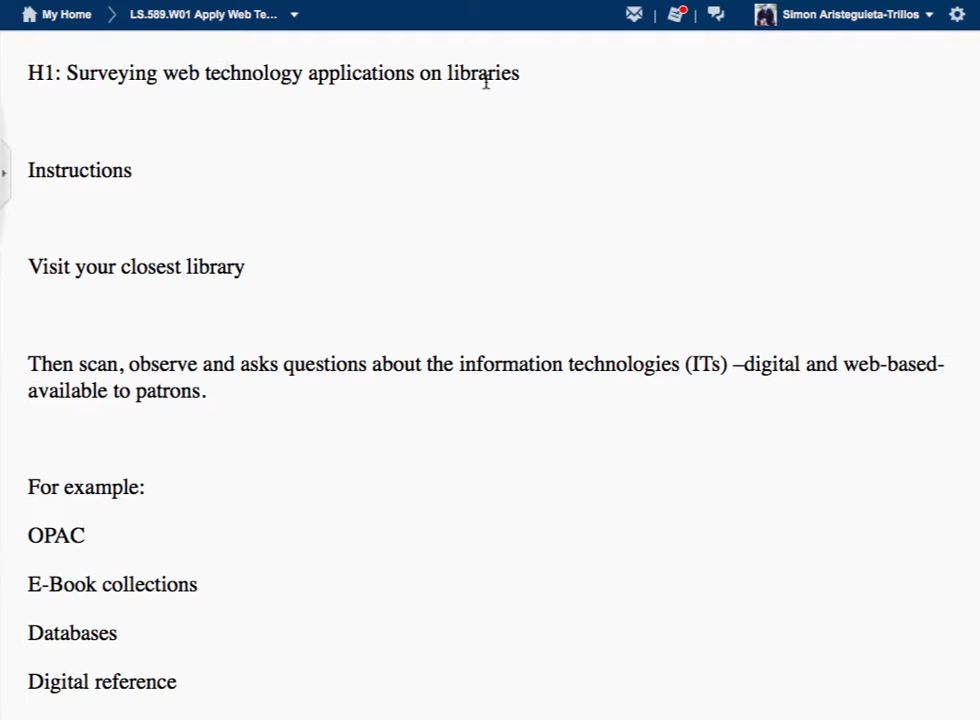 My Home LS.589.W01 Apply Web Te... Simon Aristeguieta-Trillos
H1: Surveying web technology applications on libraries
Instructions
Visit your closest library
Then scan, observe and asks questions about the information technologies (ITs) –digital and web-based-
available to patrons.
For example:
OPAC
E-Book collections
Databases
Digital reference